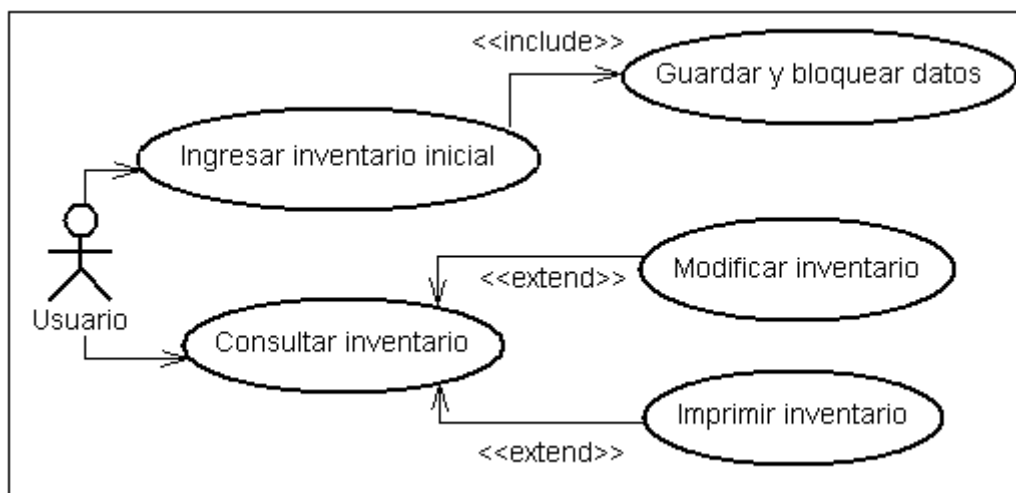 <<include>>
Guardar y bloquear datos
Ingresar inventario inicial
Usuario
<<extend>>
Modificar inventario
Consultar inventario
Imprimir inventario
<<extend>>